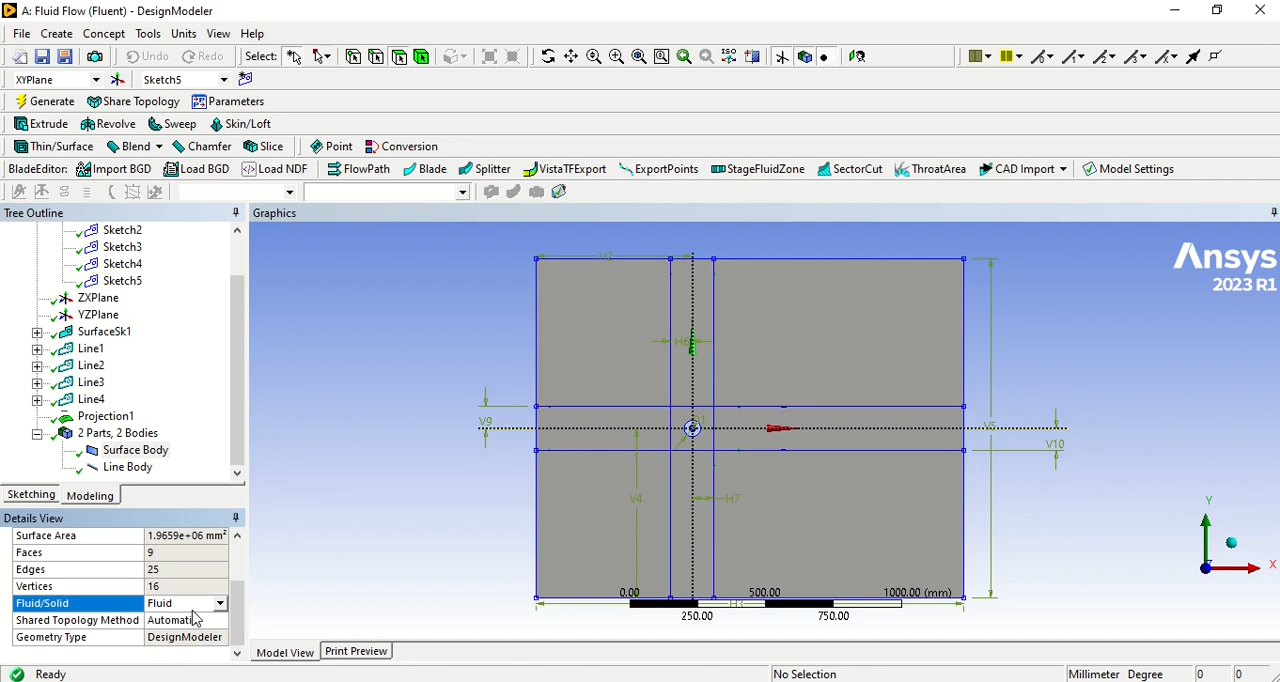 A: Fluid Flow (Fluent) - DesignModeler
File Create Concept Tools Units View Help
Undo Redo Select: ISO
XYPlane Sketch5
Generate Share Topology Parameters
Extrude Revolve Sweep Skin/Loft
Thin/Surface Blend Chamfer Slice Point Conversion
BladeEditor: Import BGD Load BGD Load NDF FlowPath Blade Splitter VistaTFExport ExportPoints StageFluidZone SectorCut ThroatArea CAD Import Model Settings
Tree Outline
Graphics
Sketch2
Sketch3
Sketch4
Sketch5
ZXPlane
YZPlane
SurfaceSk1
Line1
Line2
Line3
Line4
Projection1
2 Parts, 2 Bodies
Surface Body
Line Body
Sketching Modeling
Details View
Surface Area 1.9659e+06 mm²
Faces 9
Edges 25
Vertices 16
Fluid/Solid Fluid
Shared Topology Method
Geometry Type DesignModeler
Ansys
2023 R1
V9
V4
H7
V10
0.00 500.00 1000.00 (mm)
250.00 750.00
Y
X
Model View Print Preview
Ready No Selection Millimeter Degree 0 0